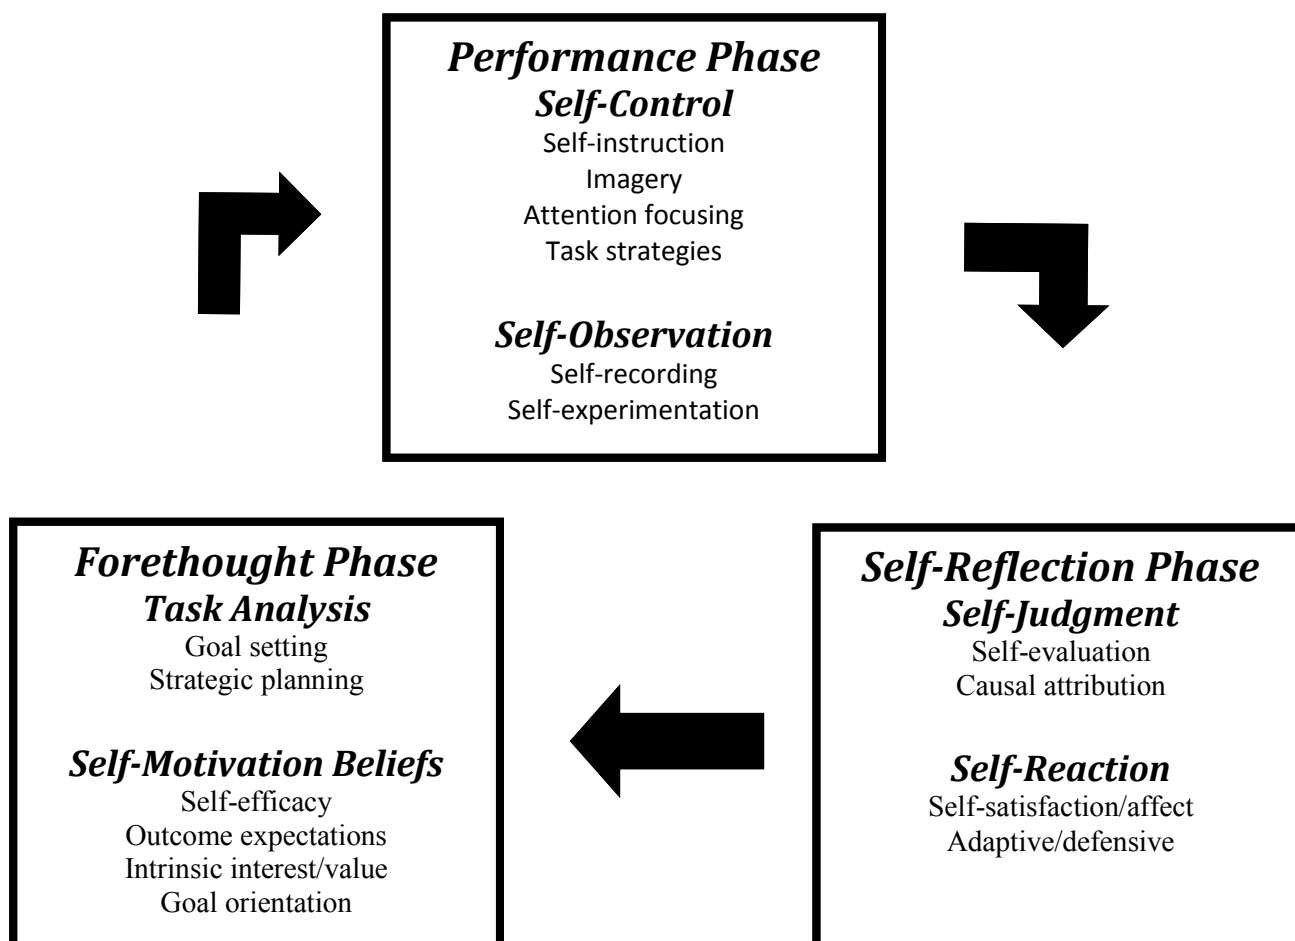 Performance Phase
Self-Control
Self-instruction
Imagery
Attention focusing
Task strategies
Self-Observation
Self-recording
Self-experimentation
Forethought Phase
Task Analysis
Goal setting
Strategic planning
Self-Motivation Beliefs
Self-efficacy
Outcome expectations
Intrinsic interest/value
Goal orientation
Self-Reflection Phase
Self-Judgment
Self-evaluation
Causal attribution
Self-Reaction
Self-satisfaction/affect
Adaptive/defensive